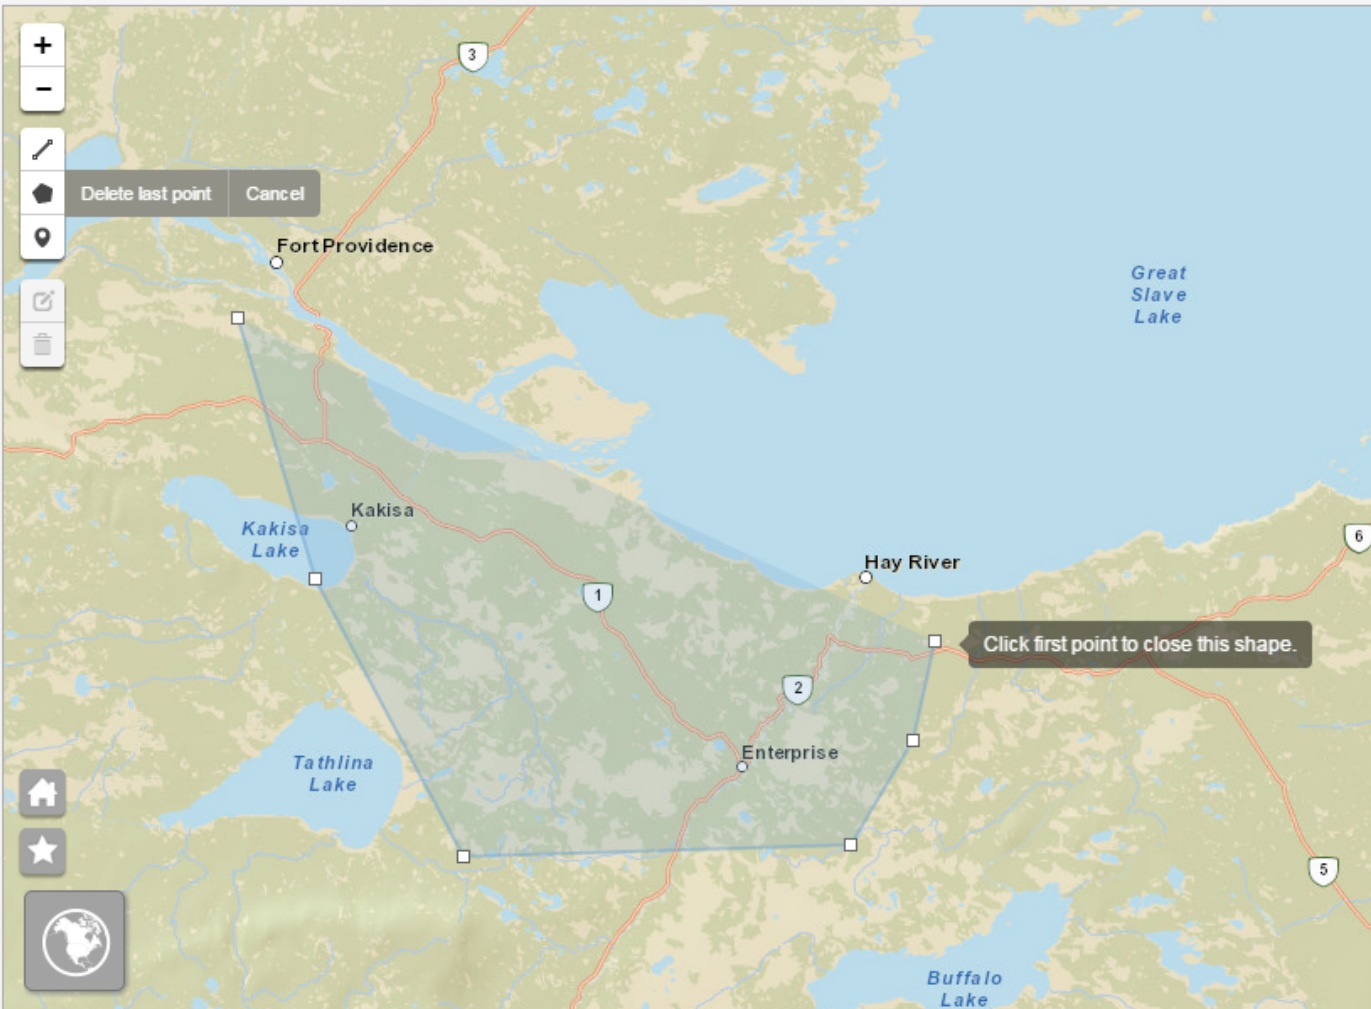 +
3
−
Delete last point Cancel
Fort Providence
Great
Slave
Lake
Kakisa
Kakisa
Lake
6
Hay River
1
Click first point to close this shape.
2
Enterprise
Tathlina
Lake
5
Buffalo
Lake